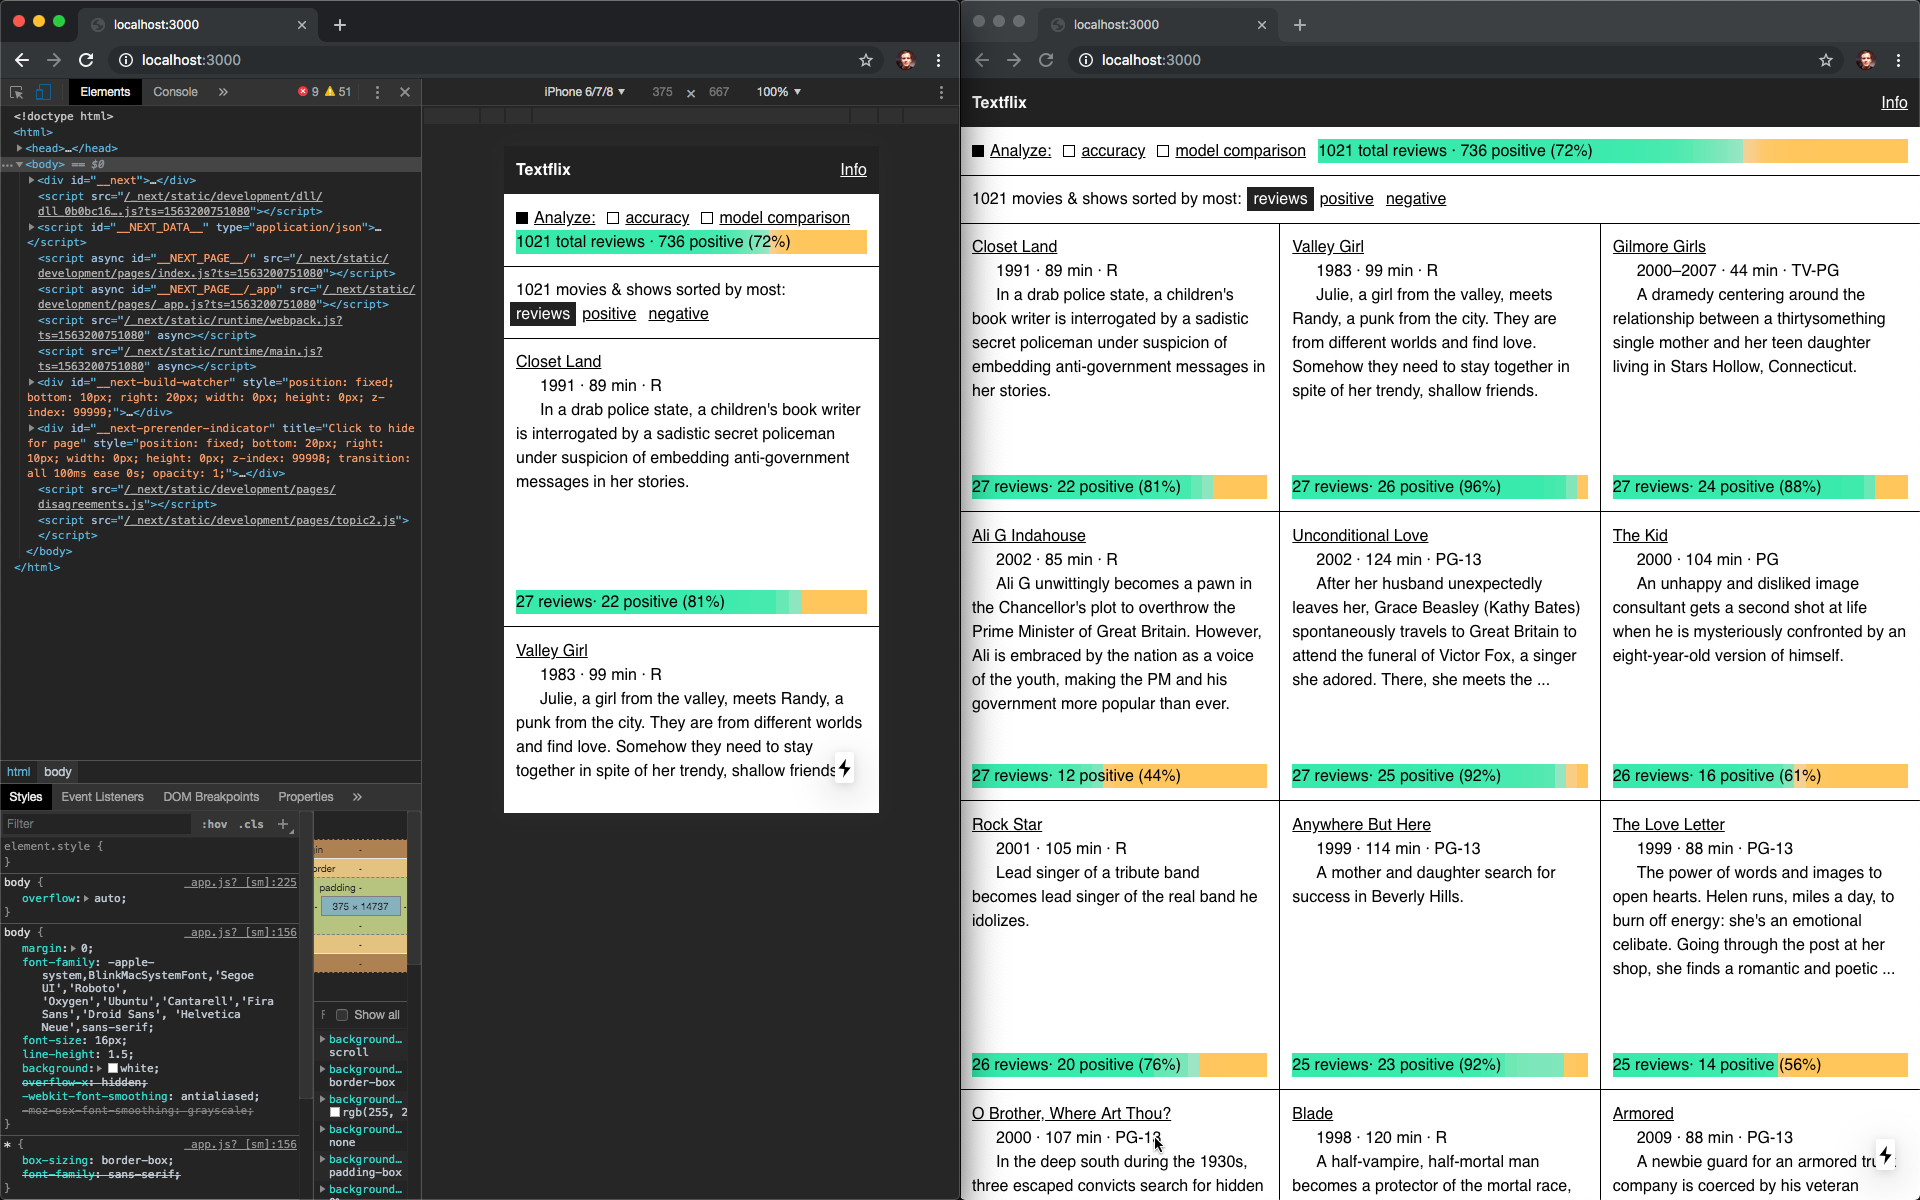 localhost:3000
localhost:3000
Elements
Console
9
51
<!doctype html>
<html>
<head>…</head>
<body> == $0
<div id="__next">…</div>
<script src="/_next/static/development/dll/
dll_0b0bc16….js?ts=1563200751080"></script>
<script id="__NEXT_DATA__" type="application/json">…
</script>
<script async id="__NEXT_PAGE__/" src="/_next/static/
development/pages/index.js?ts=1563200751080"></script>
<script async id="__NEXT_PAGE__/_app" src="/_next/static/
development/pages/_app.js?ts=1563200751080"></script>
<script src="/_next/static/runtime/webpack.js?
ts=1563200751080" async></script>
<script src="/_next/static/runtime/main.js?
ts=1563200751080" async></script>
<div id="__next-build-watcher" style="position: fixed;
bottom: 10px; right: 20px; width: 0px; height: 0px; z-
index: 99999;">…</div>
<div id="__next-prerender-indicator" title="Click to hide
for page" style="position: fixed; bottom: 20px; right:
10px; width: 0px; height: 0px; z-index: 99998; transition:
all 100ms ease 0s; opacity: 1;">…</div>
<script src="/_next/static/development/pages/
disagreements.js"></script>
<script src="/_next/static/development/pages/topic2.js">
</script>
</body>
</html>
html body
Styles Event Listeners DOM Breakpoints Properties
Filter
:hov .cls
element.style {
}
body {
_app.js? [sm]:225
overflow: auto;
}
body {
_app.js? [sm]:156
margin: 0;
font-family: -apple-
system,BlinkMacSystemFont,'Segoe
UI','Roboto',
'Oxygen','Ubuntu','Cantarell','Fira
Sans','Droid Sans', 'Helvetica
Neue',sans-serif;
font-size: 16px;
line-height: 1.5;
background: white;
overflow-x: hidden;
-webkit-font-smoothing: antialiased;
-moz-osx-font-smoothing: grayscale;
}
* {
_app.js? [sm]:156
box-sizing: border-box;
font-family: sans-serif;
}
padding -
375 × 14737
Show all
background…
scroll
background…
border-box
background…
rgb(255, 2
background…
none
background…
padding-box
background…
iPhone 6/7/8
375 × 667
100%
Textflix
Info
Analyze: accuracy model comparison
1021 total reviews · 736 positive (72%)
1021 movies & shows sorted by most:
reviews positive negative
Closet Land
1991 · 89 min · R
In a drab police state, a children's book writer
is interrogated by a sadistic secret policeman
under suspicion of embedding anti-government
messages in her stories.
27 reviews· 22 positive (81%)
Valley Girl
1983 · 99 min · R
Julie, a girl from the valley, meets Randy, a
punk from the city. They are from different worlds
and find love. Somehow they need to stay
together in spite of her trendy, shallow friends
localhost:3000
localhost:3000
Textflix
Info
Analyze: accuracy model comparison 1021 total reviews · 736 positive (72%)
1021 movies & shows sorted by most: reviews positive negative
Closet Land
1991 · 89 min · R
In a drab police state, a children's
book writer is interrogated by a sadistic
secret policeman under suspicion of
embedding anti-government messages in
her stories.
27 reviews· 22 positive (81%)
Valley Girl
1983 · 99 min · R
Julie, a girl from the valley, meets
Randy, a punk from the city. They are
from different worlds and find love.
Somehow they need to stay together in
spite of her trendy, shallow friends.
27 reviews· 26 positive (96%)
Gilmore Girls
2000–2007 · 44 min · TV-PG
A dramedy centering around the
relationship between a thirtysomething
single mother and her teen daughter
living in Stars Hollow, Connecticut.
27 reviews· 24 positive (88%)
Ali G Indahouse
2002 · 85 min · R
Ali G unwittingly becomes a pawn in
the Chancellor's plot to overthrow the
Prime Minister of Great Britain. However,
Ali is embraced by the nation as a voice
of the youth, making the PM and his
government more popular than ever.
27 reviews· 12 positive (44%)
Unconditional Love
2002 · 124 min · PG-13
After her husband unexpectedly
leaves her, Grace Beasley (Kathy Bates)
spontaneously travels to Great Britain to
attend the funeral of Victor Fox, a singer
she adored. There, she meets the ...
27 reviews· 25 positive (92%)
The Kid
2000 · 104 min · PG
An unhappy and disliked image
consultant gets a second shot at life
when he is mysteriously confronted by an
eight-year-old version of himself.
26 reviews· 16 positive (61%)
Rock Star
2001 · 105 min · R
Lead singer of a tribute band
becomes lead singer of the real band he
idolizes.
26 reviews· 20 positive (76%)
Anywhere But Here
1999 · 114 min · PG-13
A mother and daughter search for
success in Beverly Hills.
25 reviews· 23 positive (92%)
The Love Letter
1999 · 88 min · PG-13
The power of words and images to
open hearts. Helen runs, miles a day, to
burn off energy: she's an emotional
celibate. Going through the post at her
shop, she finds a romantic and poetic ...
25 reviews· 14 positive (56%)
O Brother, Where Art Thou?
2000 · 107 min · PG-13
In the deep south during the 1930s,
three escaped convicts search for hidden
Blade
1998 · 120 min · R
A half-vampire, half-mortal man
becomes a protector of the mortal race,
Armored
2009 · 88 min · PG-13
A newbie guard for an armored
company is coerced by his veteran